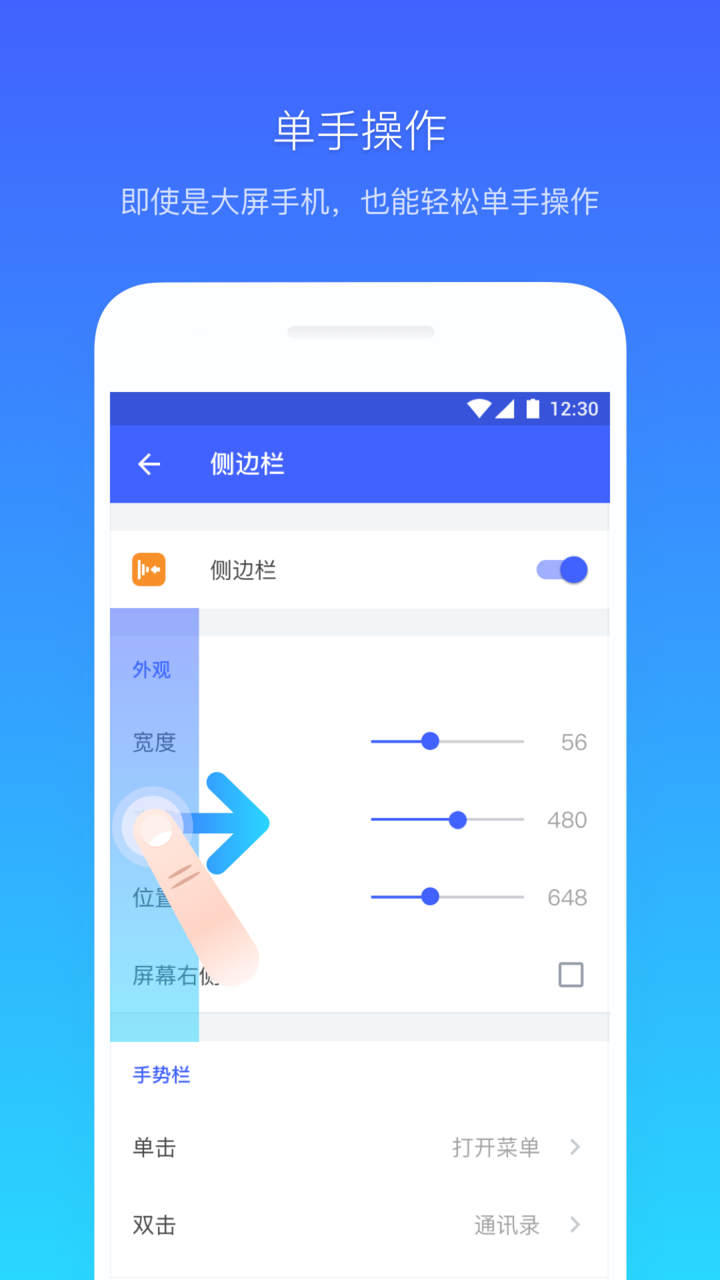 单手操作
即使是大屏手机，也能轻松单手操作
12:30
侧边栏
侧边栏
外观
宽度 56
480
位置 648
屏幕右侧
手势栏
单击 打开菜单
双击 通讯录